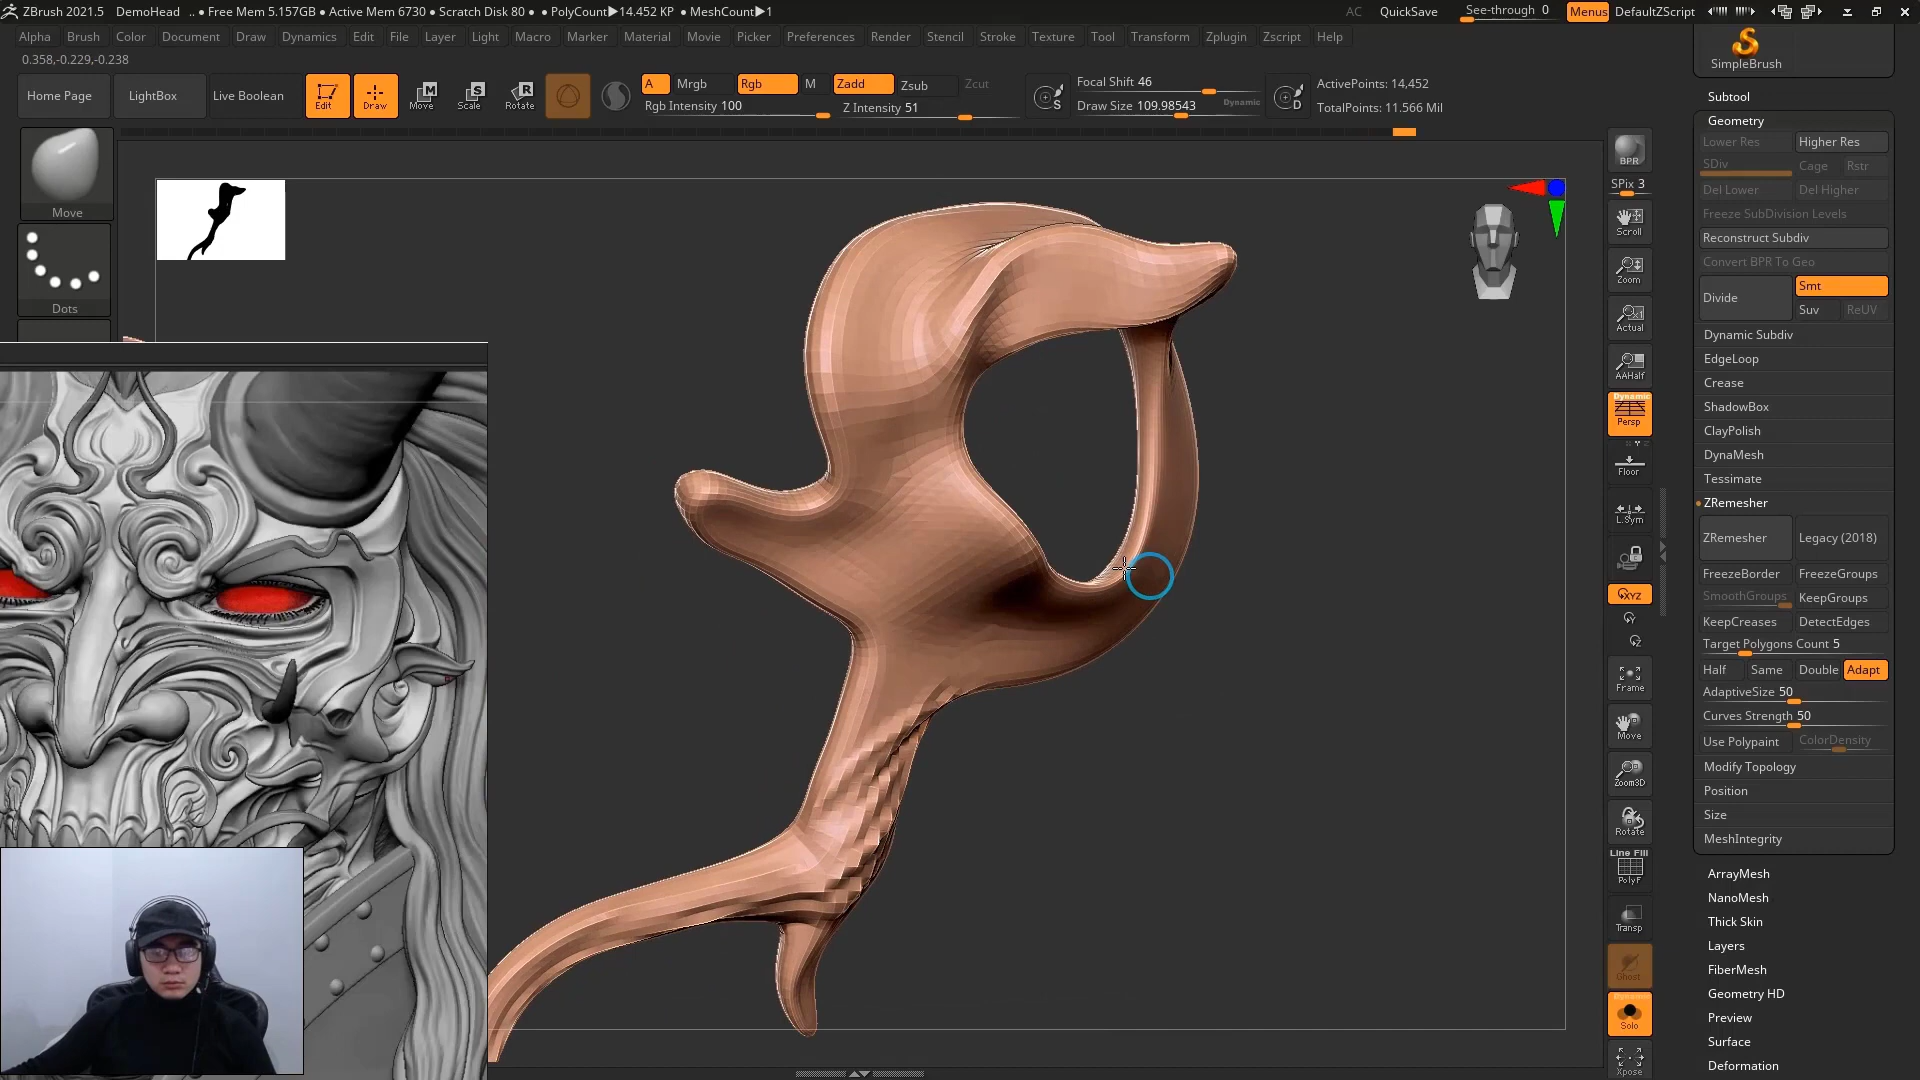 ZBrush 2021.5 DemoHead .. ● Free Mem 5.157GB ● Active Mem 6730 ● Scratch Disk 80 ● ● PolyCount▶14.452 KP ● MeshCount▶1 AC QuickSave See-through 0 Menus DefaultZScript
Alpha Brush Color Document Draw Dynamics Edit File Layer Light Macro Marker Material Movie Picker Preferences Render Stencil Stroke Texture Tool Transform Zplugin Zscript Help
0.358,-0.229,-0.238
Home Page LightBox Live Boolean Edit Draw Move Scale Rotate
A Mrgb Rgb M Zadd Zsub Zcut
Rgb Intensity 100 Z Intensity 51
S Focal Shift 46
Draw Size 109.98543 Dynamic
D ActivePoints: 14,452
TotalPoints: 11.566 Mil
Move
Dots
BPR
SPix 3
Scroll
Zoom
Actual
AAHalf
Dynamic
Persp
Floor
L.Sym
XYZ
Y
Z
Frame
Move
Zoom3D
Rotate
Line Fill
PolyF
Transp
Ghost
Dynamic
Solo
Xpose
SimpleBrush
Subtool
Geometry
Lower Res Higher Res
SDiv Cage Rstr
Del Lower Del Higher
Freeze SubDivision Levels
Reconstruct Subdiv
Convert BPR To Geo
Divide Smt
Suv ReUV
Dynamic Subdiv
EdgeLoop
Crease
ShadowBox
ClayPolish
DynaMesh
Tessimate
ZRemesher
ZRemesher Legacy (2018)
FreezeBorder FreezeGroups
SmoothGroups KeepGroups
KeepCreases DetectEdges
Target Polygons Count 5
Half Same Double Adapt
AdaptiveSize 50
Curves Strength 50
Use Polypaint ColorDensity
Modify Topology
Position
Size
MeshIntegrity
ArrayMesh
NanoMesh
Thick Skin
Layers
FiberMesh
Geometry HD
Preview
Surface
Deformation